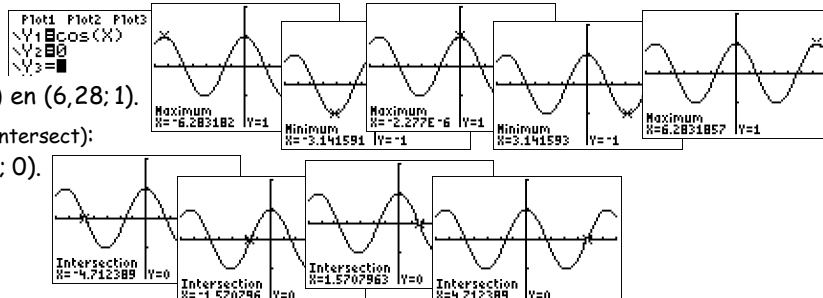 Plot1 Plot2 Plot3
\Y1=cos(X)
\Y2=0
\Y3=
) en (6,28; 1).
ntersect):
; 0).
Maximum
X=-6.283182 Y=1
Minimum
X=-3.141591 Y=-1
Maximum
X=-2.277E-6 Y=1
Minimum
X=3.141593 Y=-1
Maximum
X=6.2831857 Y=1
Intersection
X=-4.712389 Y=0
Intersection
X=-1.570796 Y=0
Intersection
X=1.5707963 Y=0
Intersection
X=4.712389 Y=0